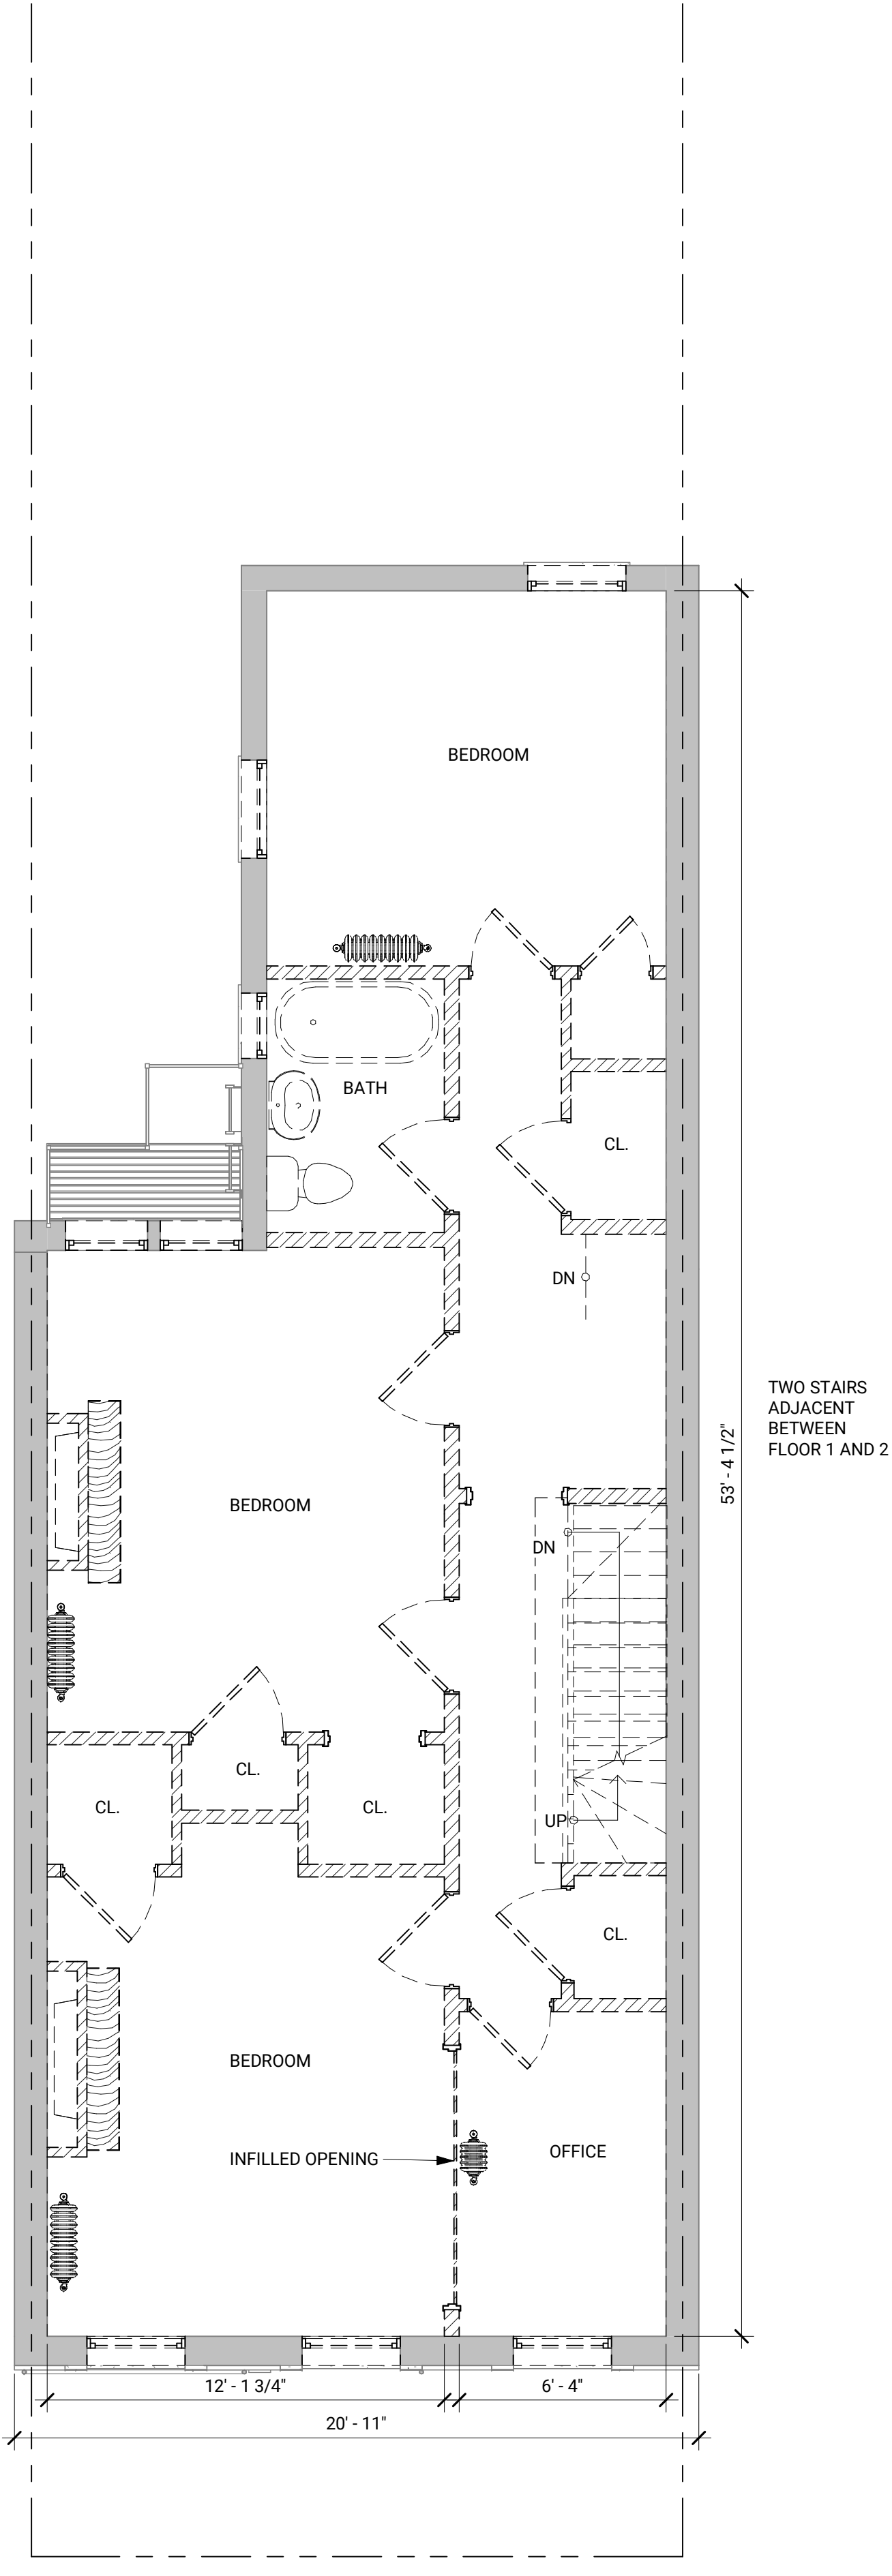 BEDROOM
BATH
CL.
DN
TWO STAIRS
ADJACENT
BETWEEN
FLOOR 1 AND 2
53' - 4 1/2"
BEDROOM
DN
CL.
CL.
CL.
UP
CL.
BEDROOM
INFILLED OPENING
OFFICE
12' - 1 3/4"
6' - 4"
20' - 11"